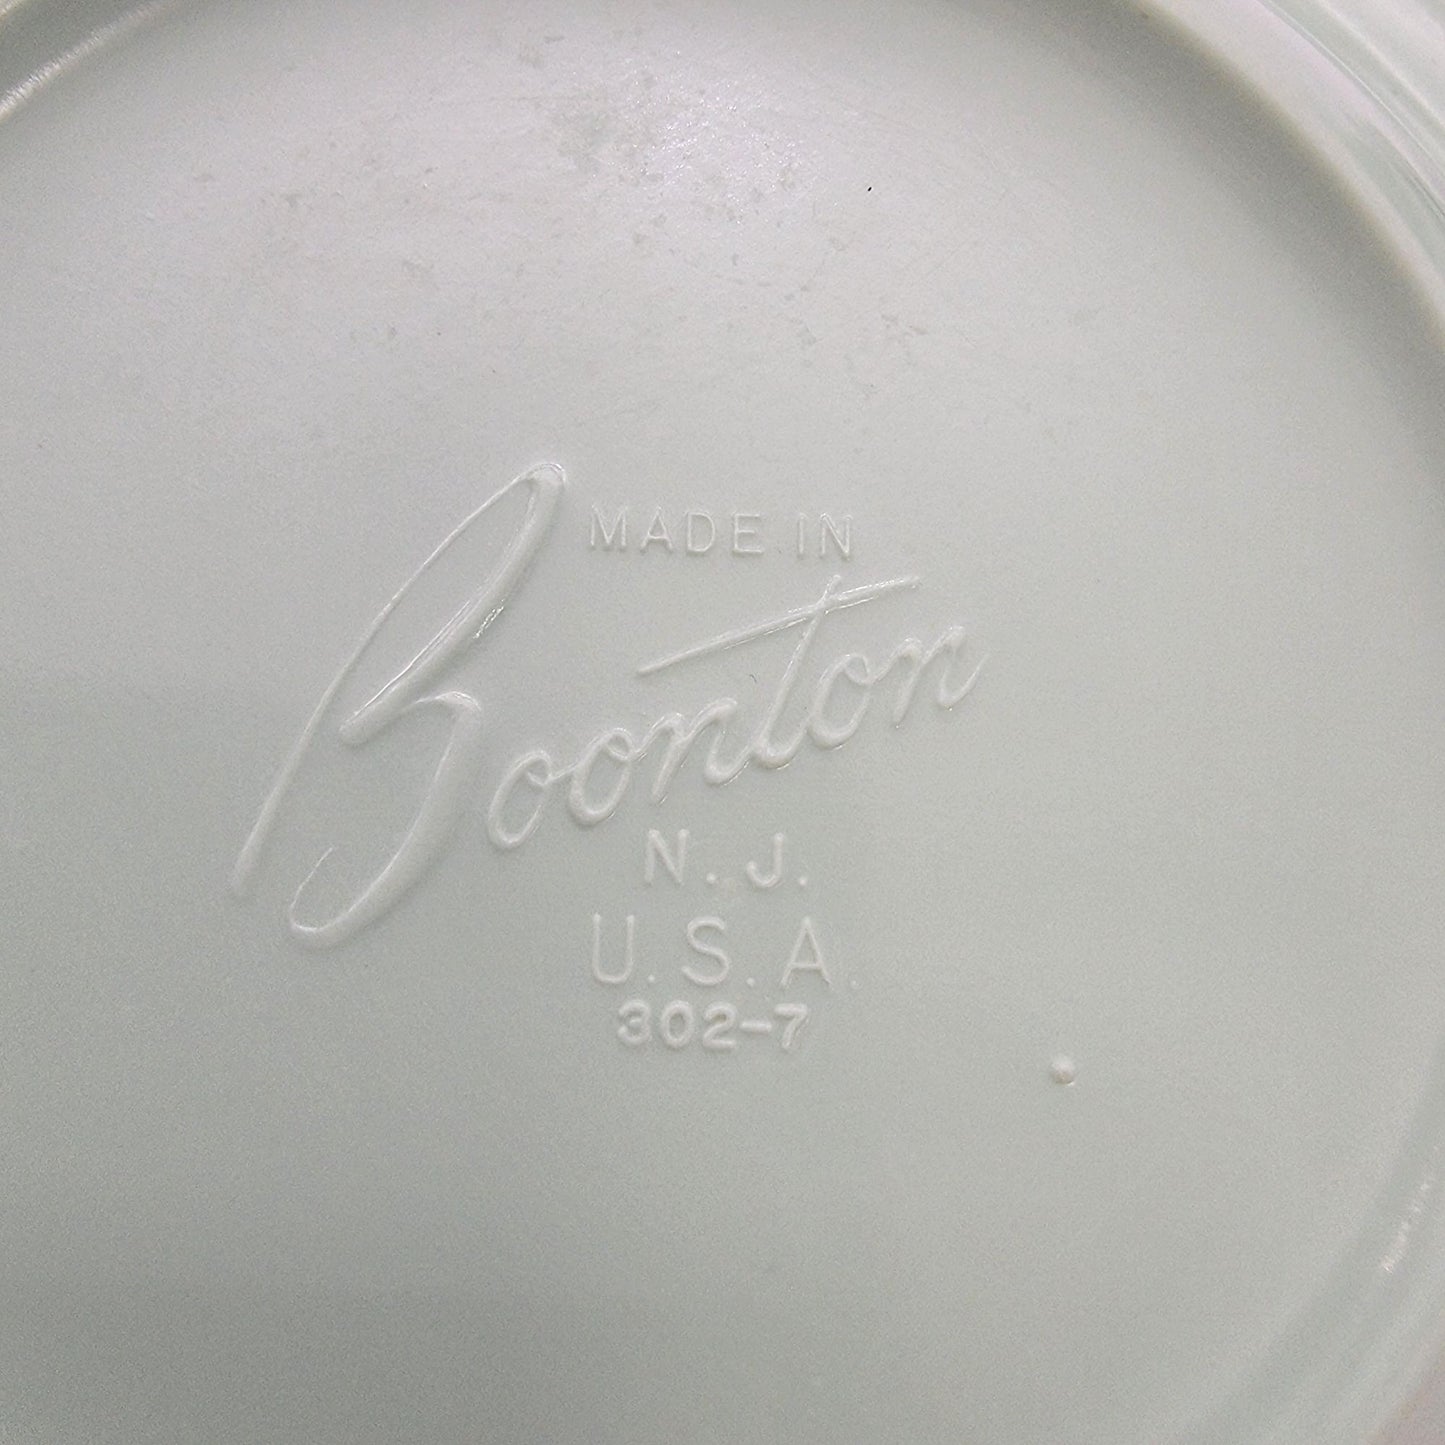 MADE IN
Boonton
N. J.
U.S.A.
302-7